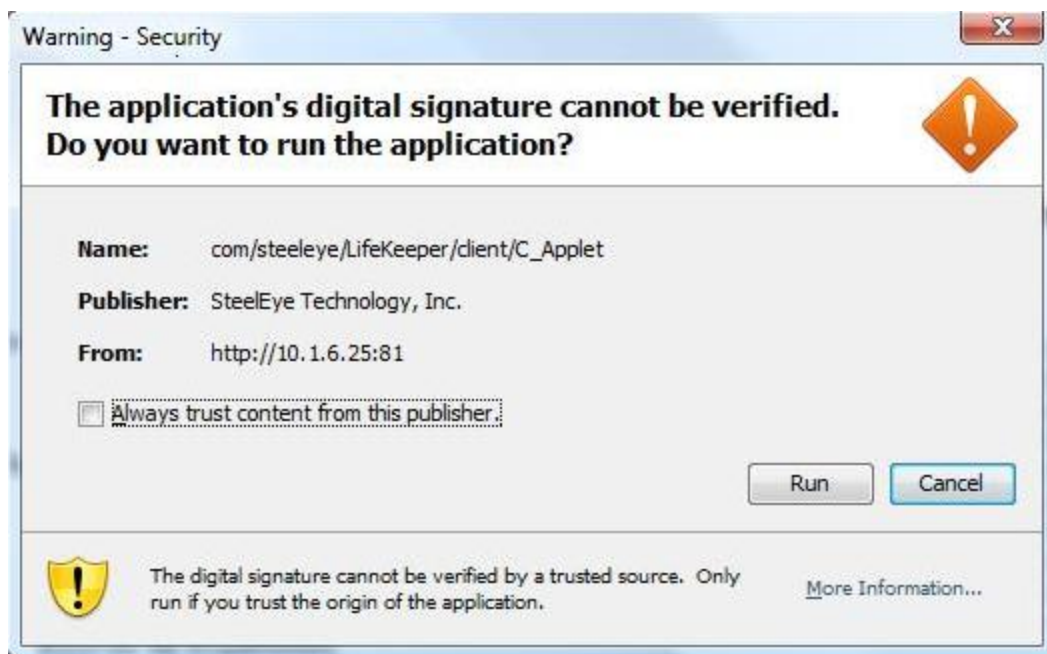 Warning - Security
The application's digital signature cannot be verified.
Do you want to run the application?
Name: com/steeleye/LifeKeeper/client/C_Applet
Publisher: SteelEye Technology, Inc.
From: http://10.1.6.25:81
Always trust content from this publisher.
Run Cancel
The digital signature cannot be verified by a trusted source. Only
run if you trust the origin of the application.
More Information...